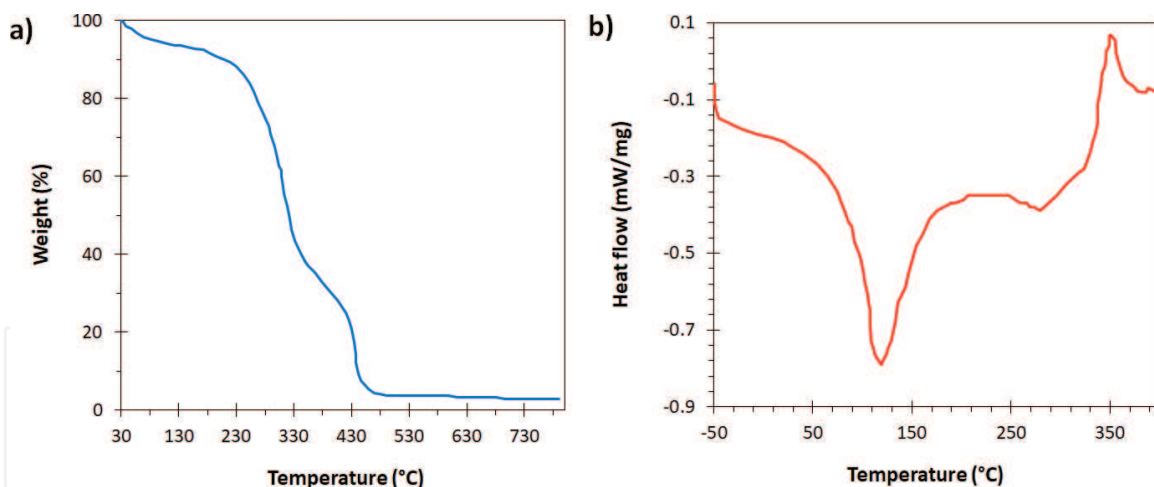 a)
100
80
60
40
20
0
Weight (%)
30 130 230 330 430 530 630 730
Temperature (°C)
b)
0.1
-0.1
-0.3
-0.5
-0.7
-0.9
Heat flow (mW/mg)
-50 50 150 250 350
Temperature (°C)